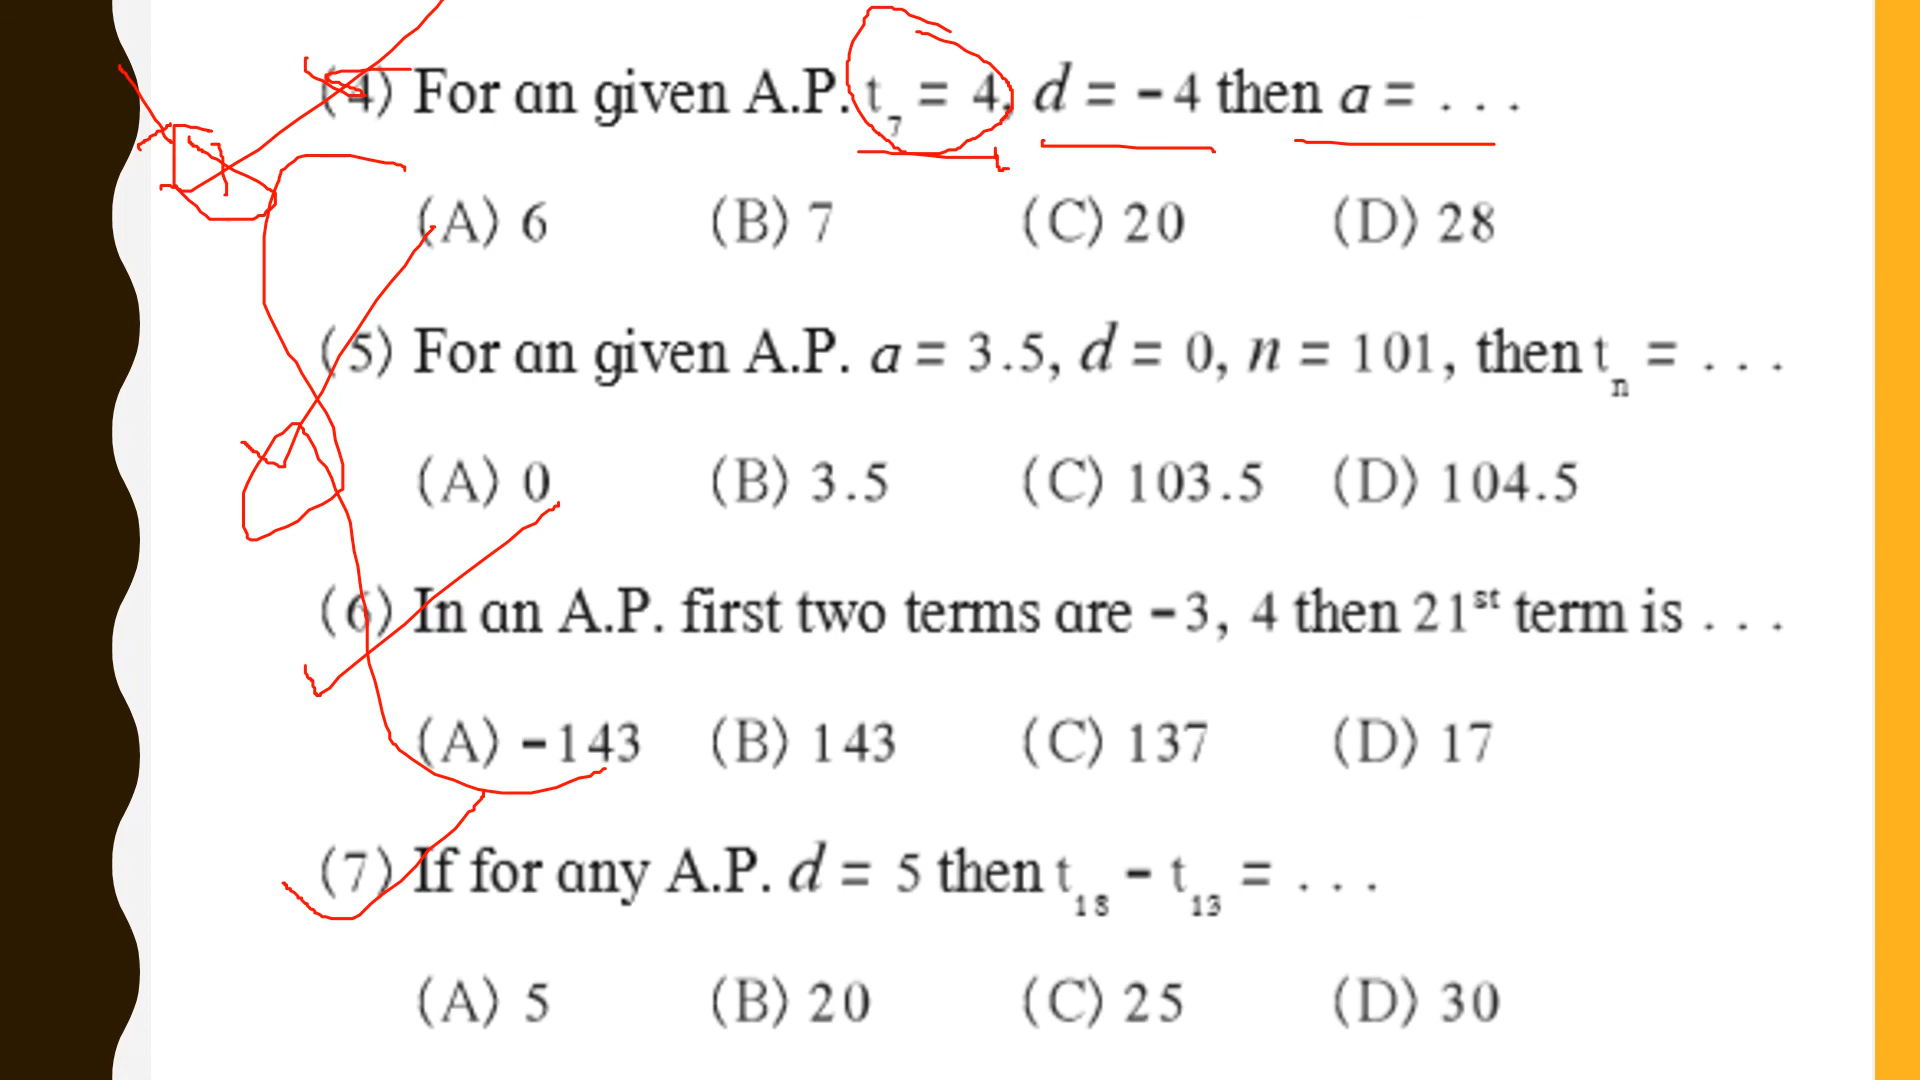 (4) For an given A.P. t₇ = 4, d = -4 then a = . . .
(A) 6 (B) 7 (C) 20 (D) 28
(5) For an given A.P. a = 3.5, d = 0, n = 101, then tₙ = . . .
(A) 0 (B) 3.5 (C) 103.5 (D) 104.5
(6) In an A.P. first two terms are -3, 4 then 21ˢᵗ term is . . .
(A) -143 (B) 143 (C) 137 (D) 17
(7) If for any A.P. d = 5 then t₁₈ - t₁₃ = . . .
(A) 5 (B) 20 (C) 25 (D) 30